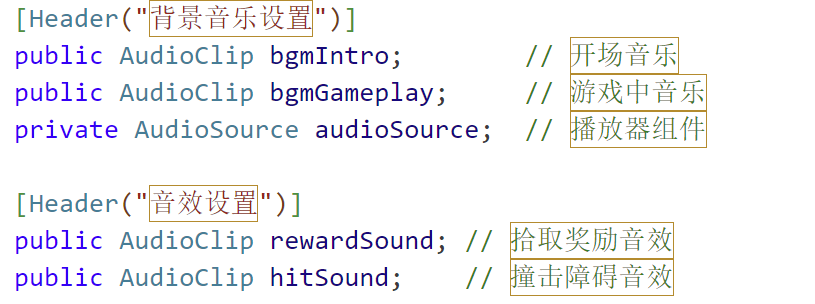 [Header("背景音乐设置")]
public AudioClip bgmIntro;        // 开场音乐
public AudioClip bgmGameplay;     // 游戏中音乐
private AudioSource audioSource;  // 播放器组件
[Header("音效设置")]
public AudioClip rewardSound; // 拾取奖励音效
public AudioClip hitSound;    // 撞击障碍音效